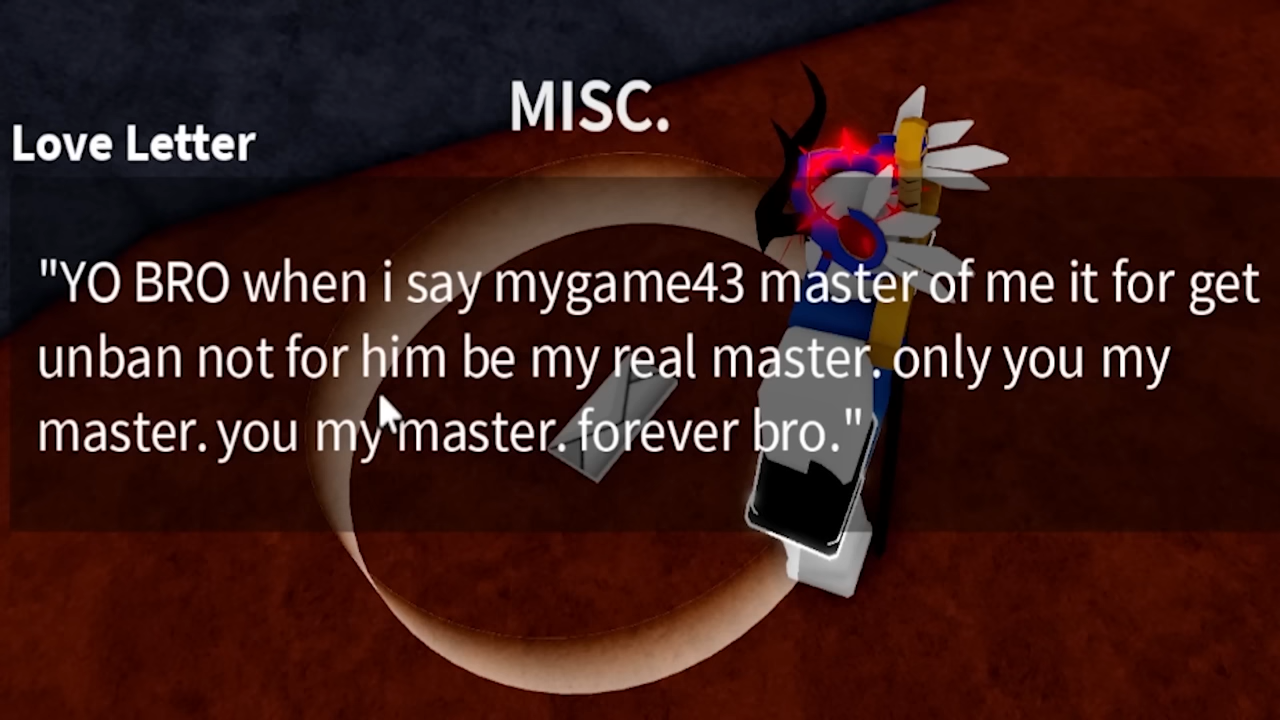 MISC.
Love Letter
"YO BRO when i say mygame43 master of me it for get
unban not for him be my real master. only you my
master. you my master. forever bro."